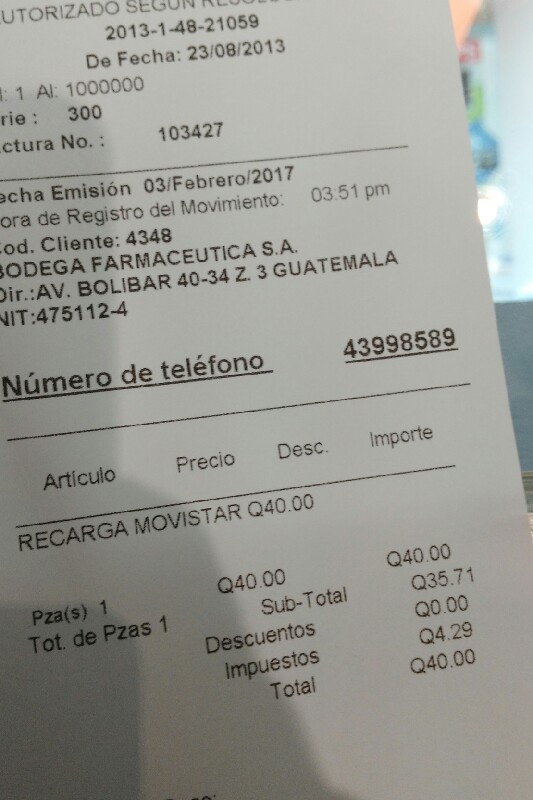 AUTORIZADO SEGÚN
2013-1-48-21059
De Fecha: 23/08/2013
l: 1 Al: 1000000
rie : 300
ctura No. : 103427
echa Emisión 03/Febrero/2017
ora de Registro del Movimiento: 03:51 pm
od. Cliente: 4348
BODEGA FARMACEUTICA S.A.
Dir.:AV. BOLIBAR 40-34 Z. 3 GUATEMALA
NIT:475112-4
Número de teléfono 43998589
Artículo Precio Desc. Importe
RECARGA MOVISTAR Q40.00
Pza(s) 1 Q40.00 Q40.00
Tot. de Pzas 1 Sub-Total Q35.71
Descuentos Q0.00
Impuestos Q4.29
Total Q40.00